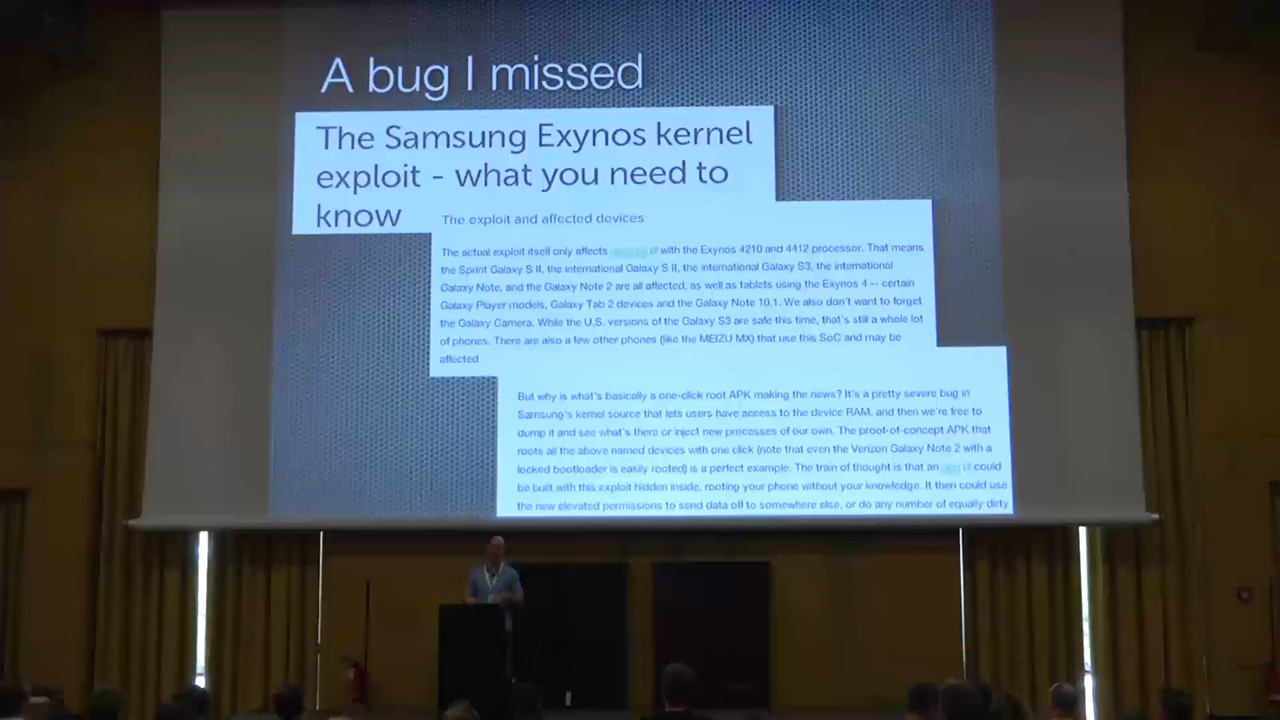 A bug I missed
The Samsung Exynos kernel
exploit - what you need to
know
The exploit and affected devices
The actual exploit itself only affects with the Exynos 4210 and 4412 processor. That means
the Sprint Galaxy S II, the international Galaxy S II, the international Galaxy S3, the international
Galaxy Note, and the Galaxy Note 2 are all affected, as well as tablets using the Exynos 4 -- certain
Galaxy Player models, Galaxy Tab 2 devices and the Galaxy Note 10.1. We also don't want to forget
the Galaxy Camera. While the U.S. versions of the Galaxy S3 are safe this time, that's still a whole lot
of phones. There are also a few other phones (like the MEIZU MX) that use this SoC and may be
affected.
But why is what's basically a one-click root APK making the news? It's a pretty severe bug in
Samsung's kernel source that lets users have access to the device RAM, and then we're free to
dump it and see what's there or inject new processes of our own. The proof-of-concept APK that
roots all the above named devices with one click (note that even the Verizon Galaxy Note 2 with a
locked bootloader is easily rooted) is a perfect example. The train of thought is that an could
be built with this exploit hidden inside, rooting your phone without your knowledge. It then could use
the new elevated permissions to send data off to somewhere else, or do any number of equally dirty